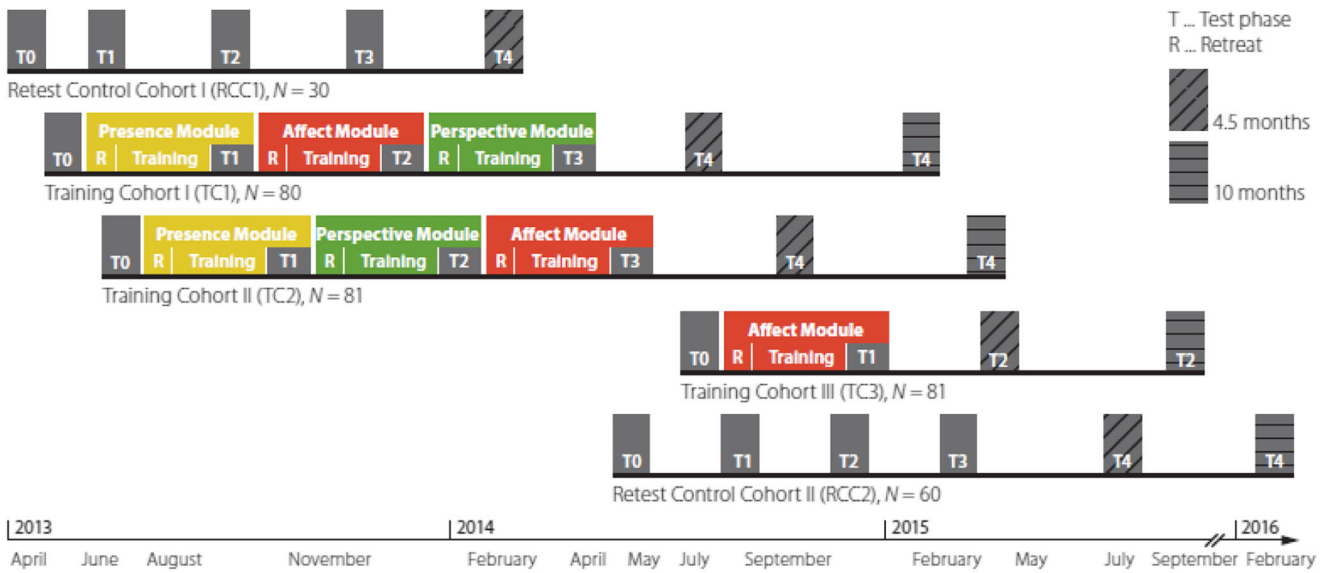 T0 T1 T2 T3 T4
Retest Control Cohort I (RCC1), N = 30
T ... Test phase
R ... Retreat
4.5 months
10 months
Presence Module Affect Module Perspective Module
T0 R Training T1 R Training T2 R Training T3 T4 T4
Training Cohort I (TC1), N = 80
Presence Module Perspective Module Affect Module
T0 R Training T1 R Training T2 R Training T3 T4 T4
Training Cohort II (TC2), N = 81
Affect Module
T0 R Training T1 T2 T2
Training Cohort III (TC3), N = 81
T0 T1 T2 T3 T4 T4
Retest Control Cohort II (RCC2), N = 60
2013 2014 2015 2016
April June August November February April May July September February May July September February